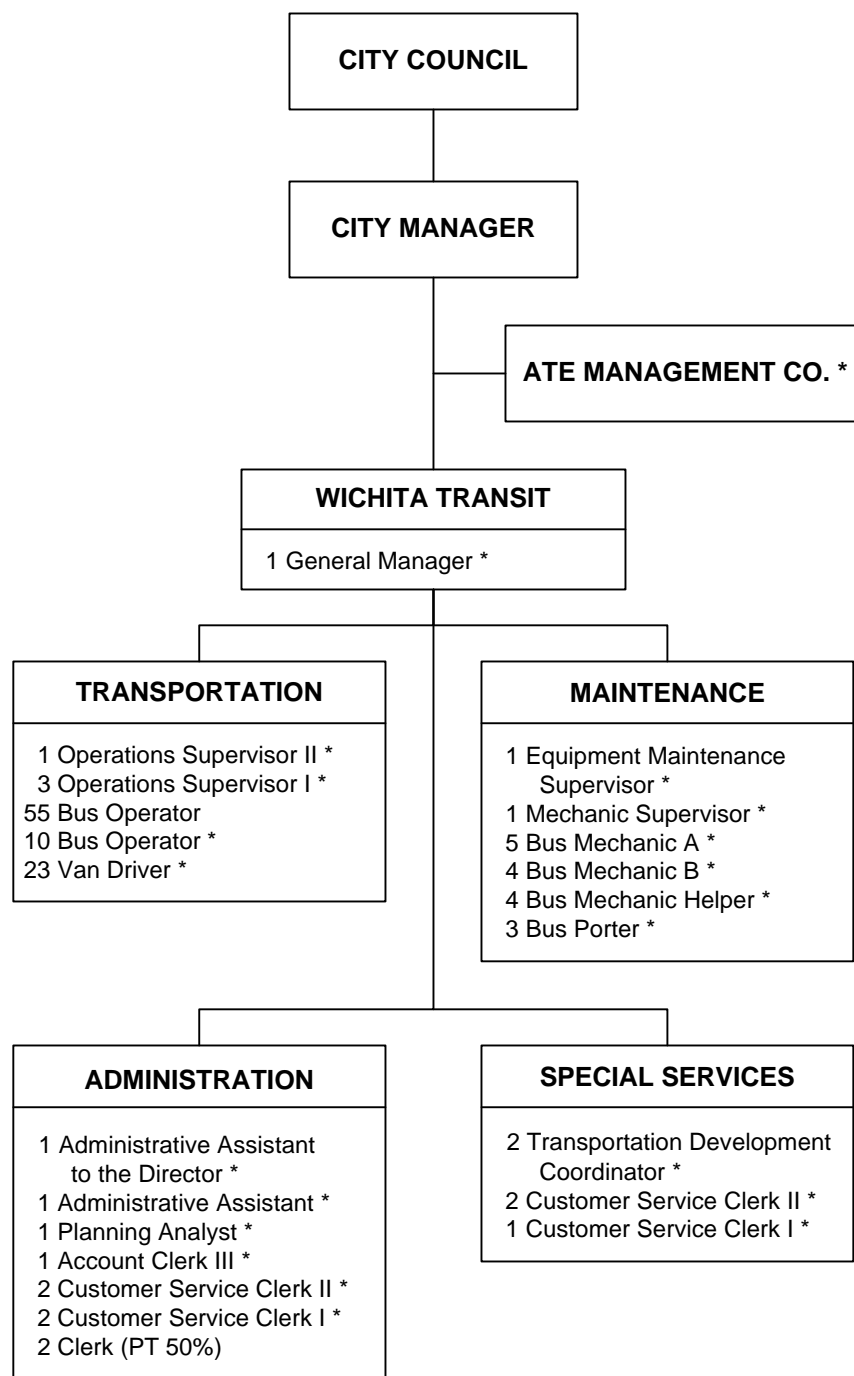 CITY COUNCIL
CITY MANAGER
ATE MANAGEMENT CO. *
WICHITA TRANSIT
1 General Manager *
TRANSPORTATION
1 Operations Supervisor II *
3 Operations Supervisor I *
55 Bus Operator
10 Bus Operator *
23 Van Driver *
MAINTENANCE
1 Equipment Maintenance
Supervisor *
1 Mechanic Supervisor *
5 Bus Mechanic A *
4 Bus Mechanic B *
4 Bus Mechanic Helper *
3 Bus Porter *
ADMINISTRATION
1 Administrative Assistant
to the Director *
1 Administrative Assistant *
1 Planning Analyst *
1 Account Clerk III *
2 Customer Service Clerk II *
2 Customer Service Clerk I *
2 Clerk (PT 50%)
SPECIAL SERVICES
2 Transportation Development
Coordinator *
2 Customer Service Clerk II *
1 Customer Service Clerk I *